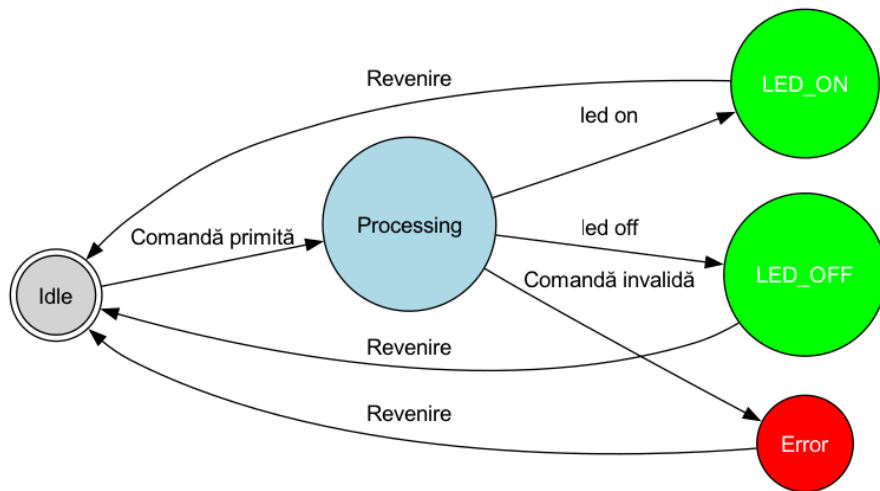 Revenire
LED_ON
led on
Processing
Comandă primită
led off
Comandă invalidă
LED_OFF
Idle
Revenire
Revenire
Error